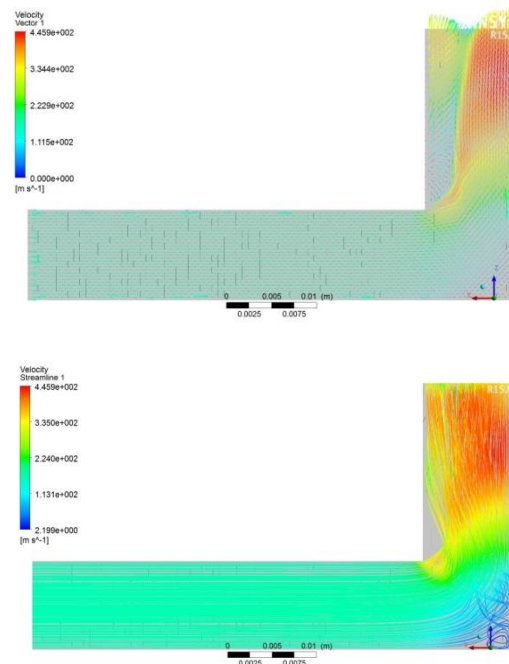 Velocity
Vector 1
4.459e+002
3.344e+002
2.229e+002
1.115e+002
0.000e+000
[m s^-1]
R15.
0 0.005 0.01 (m)
0.0025 0.0075
Velocity
Streamline 1
4.459e+002
3.350e+002
2.240e+002
1.131e+002
2.199e+000
[m s^-1]
R15.
0 0.005 0.01 (m)
0.0025 0.0075